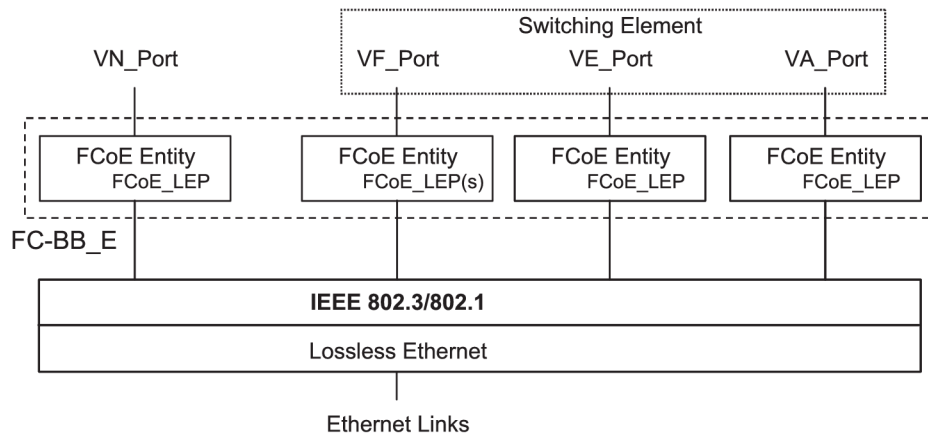 Switching Element
VN_Port
VF_Port
VE_Port
VA_Port
FCoE Entity
FCoE_LEP
FCoE Entity
FCoE_LEP(s)
FCoE Entity
FCoE_LEP
FCoE Entity
FCoE_LEP
FC-BB_E
IEEE 802.3/802.1
Lossless Ethernet
Ethernet Links